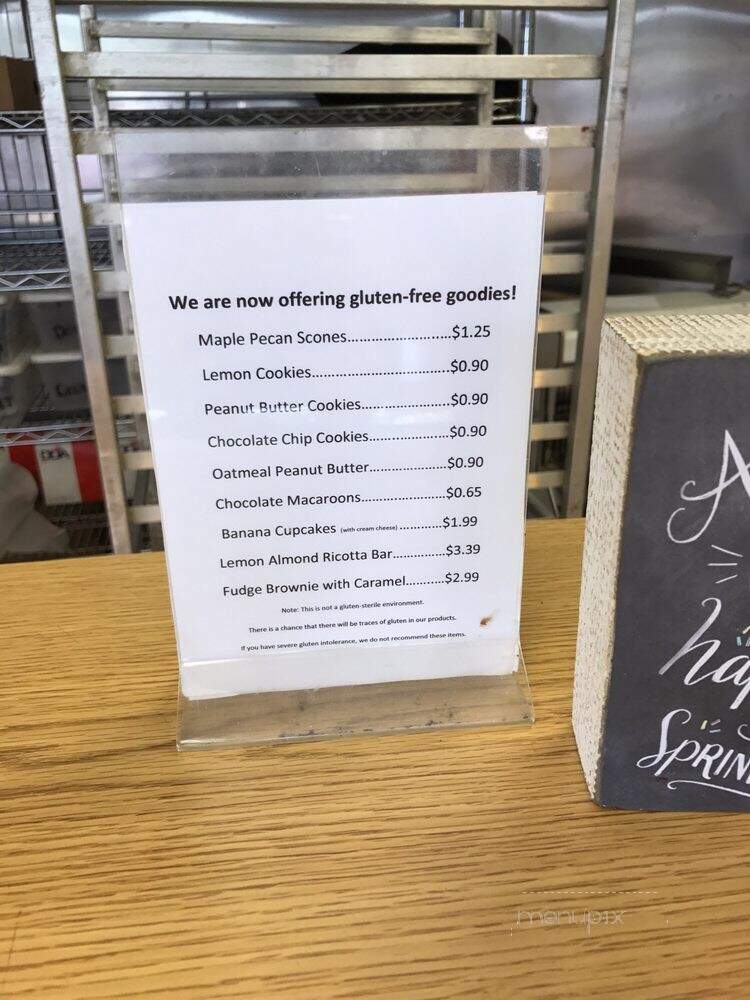 We are now offering gluten-free goodies!
Maple Pecan Scones..........................$1.25
Lemon Cookies..................................$0.90
Peanut Butter Cookies......................$0.90
Chocolate Chip Cookies....................$0.90
Oatmeal Peanut Butter...................$0.90
Chocolate Macaroons.....................$0.65
Banana Cupcakes (with cream cheese) ..........$1.99
Lemon Almond Ricotta Bar.............$3.39
Fudge Brownie with Caramel..........$2.99
Note: This is not a gluten-sterile environment.
There is a chance that there will be traces of gluten in our products.
If you have severe gluten intolerance, we do not recommend these items.
menupix